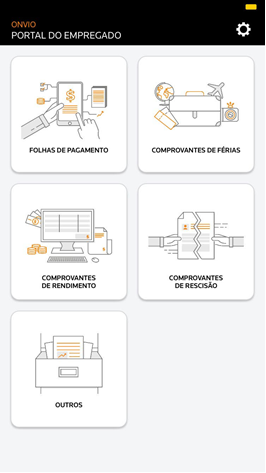 ONVIO
PORTAL DO EMPREGADO
FOLHAS DE PAGAMENTO
COMPROVANTES DE FÉRIAS
COMPROVANTES
DE RENDIMENTO
COMPROVANTES
DE RESCISÃO
OUTROS